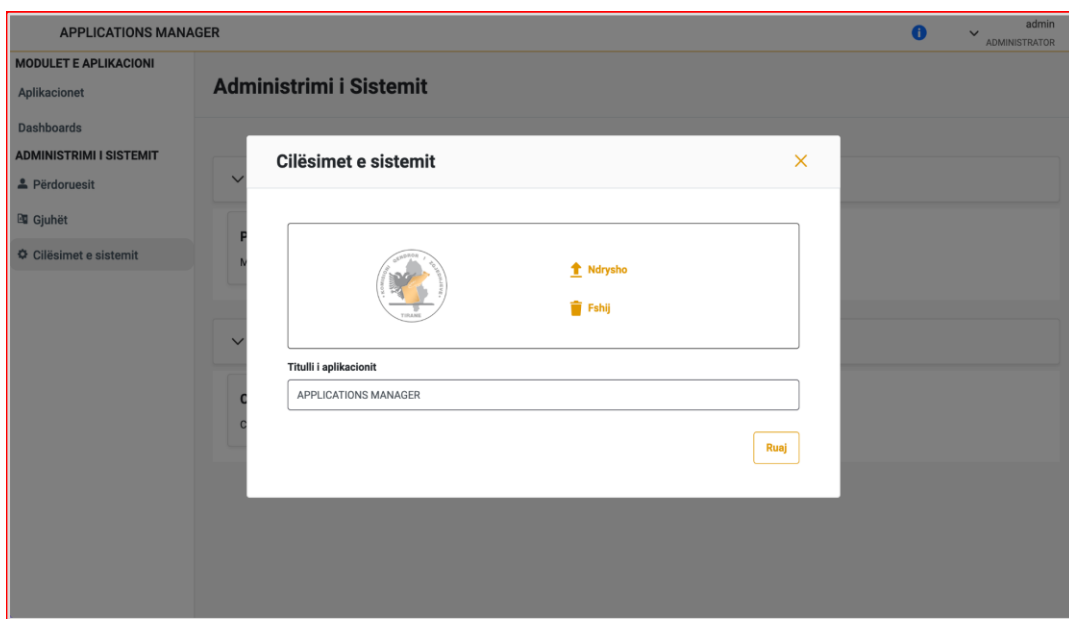 APPLICATIONS MANAGER
admin
ADMINISTRATOR
MODULET E APLIKACIONI
Aplikacionet
Dashboards
ADMINISTRIMI I SISTEMIT
Përdoruesit
Gjuhët
Cilësimet e sistemit
Administrimi i Sistemit
Cilësimet e sistemit
TIRANE
Ndrysho
Fshij
Titulli i aplikacionit
APPLICATIONS MANAGER
Ruaj